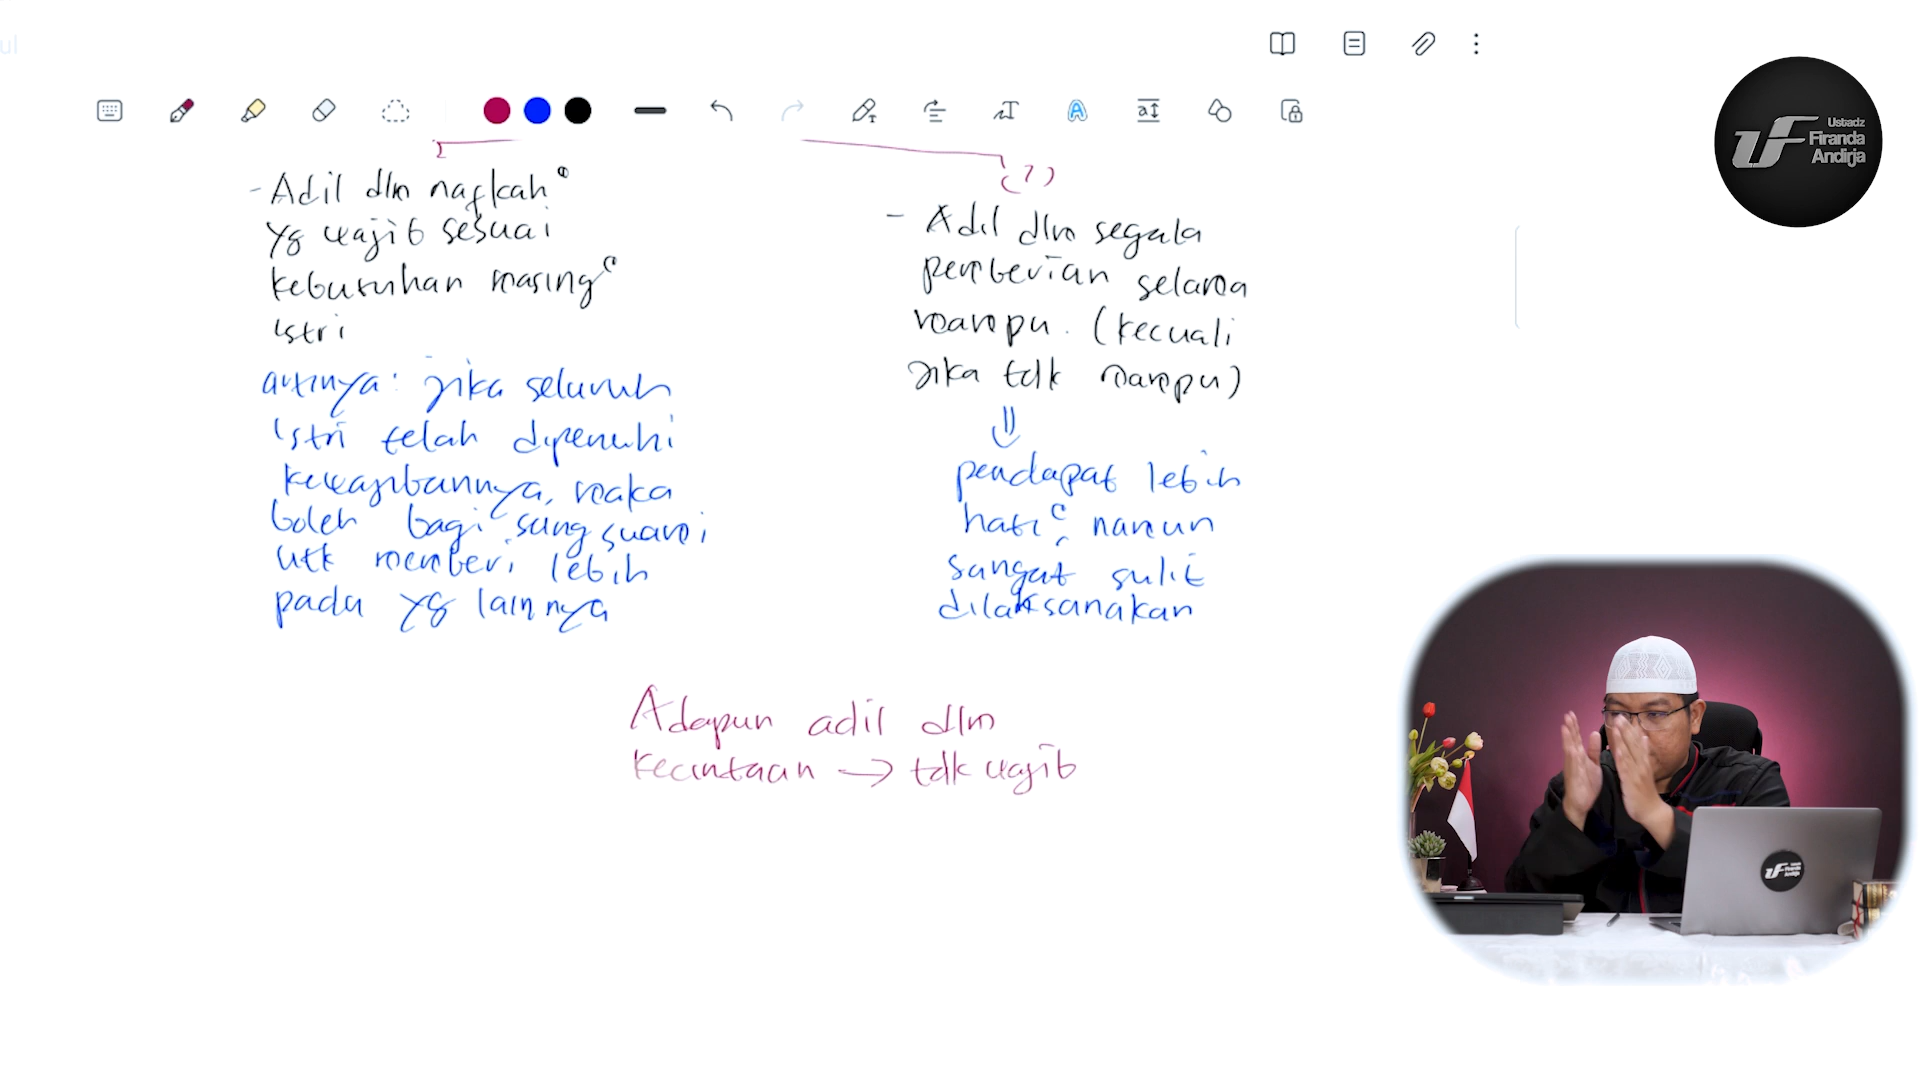 ul
Ustadz
Firanda
Andirja
- Adil dlm nafkah²
yg wajib sesuai
kebutuhan masing²
istri
artinya: jika seluruh
istri telah dipenuhi
kewajibannya, maka
boleh bagi sang suami
utk memberi lebih
pada yg lainnya
(?)
- Adil dlm segala
pemberian selama
mampu. (kecuali
jika tdk mampu)
⇓
pendapat lebih
hati², namun
sangat sulit
dilaksanakan
Adapun adil dlm
kecintaan → tdk wajib